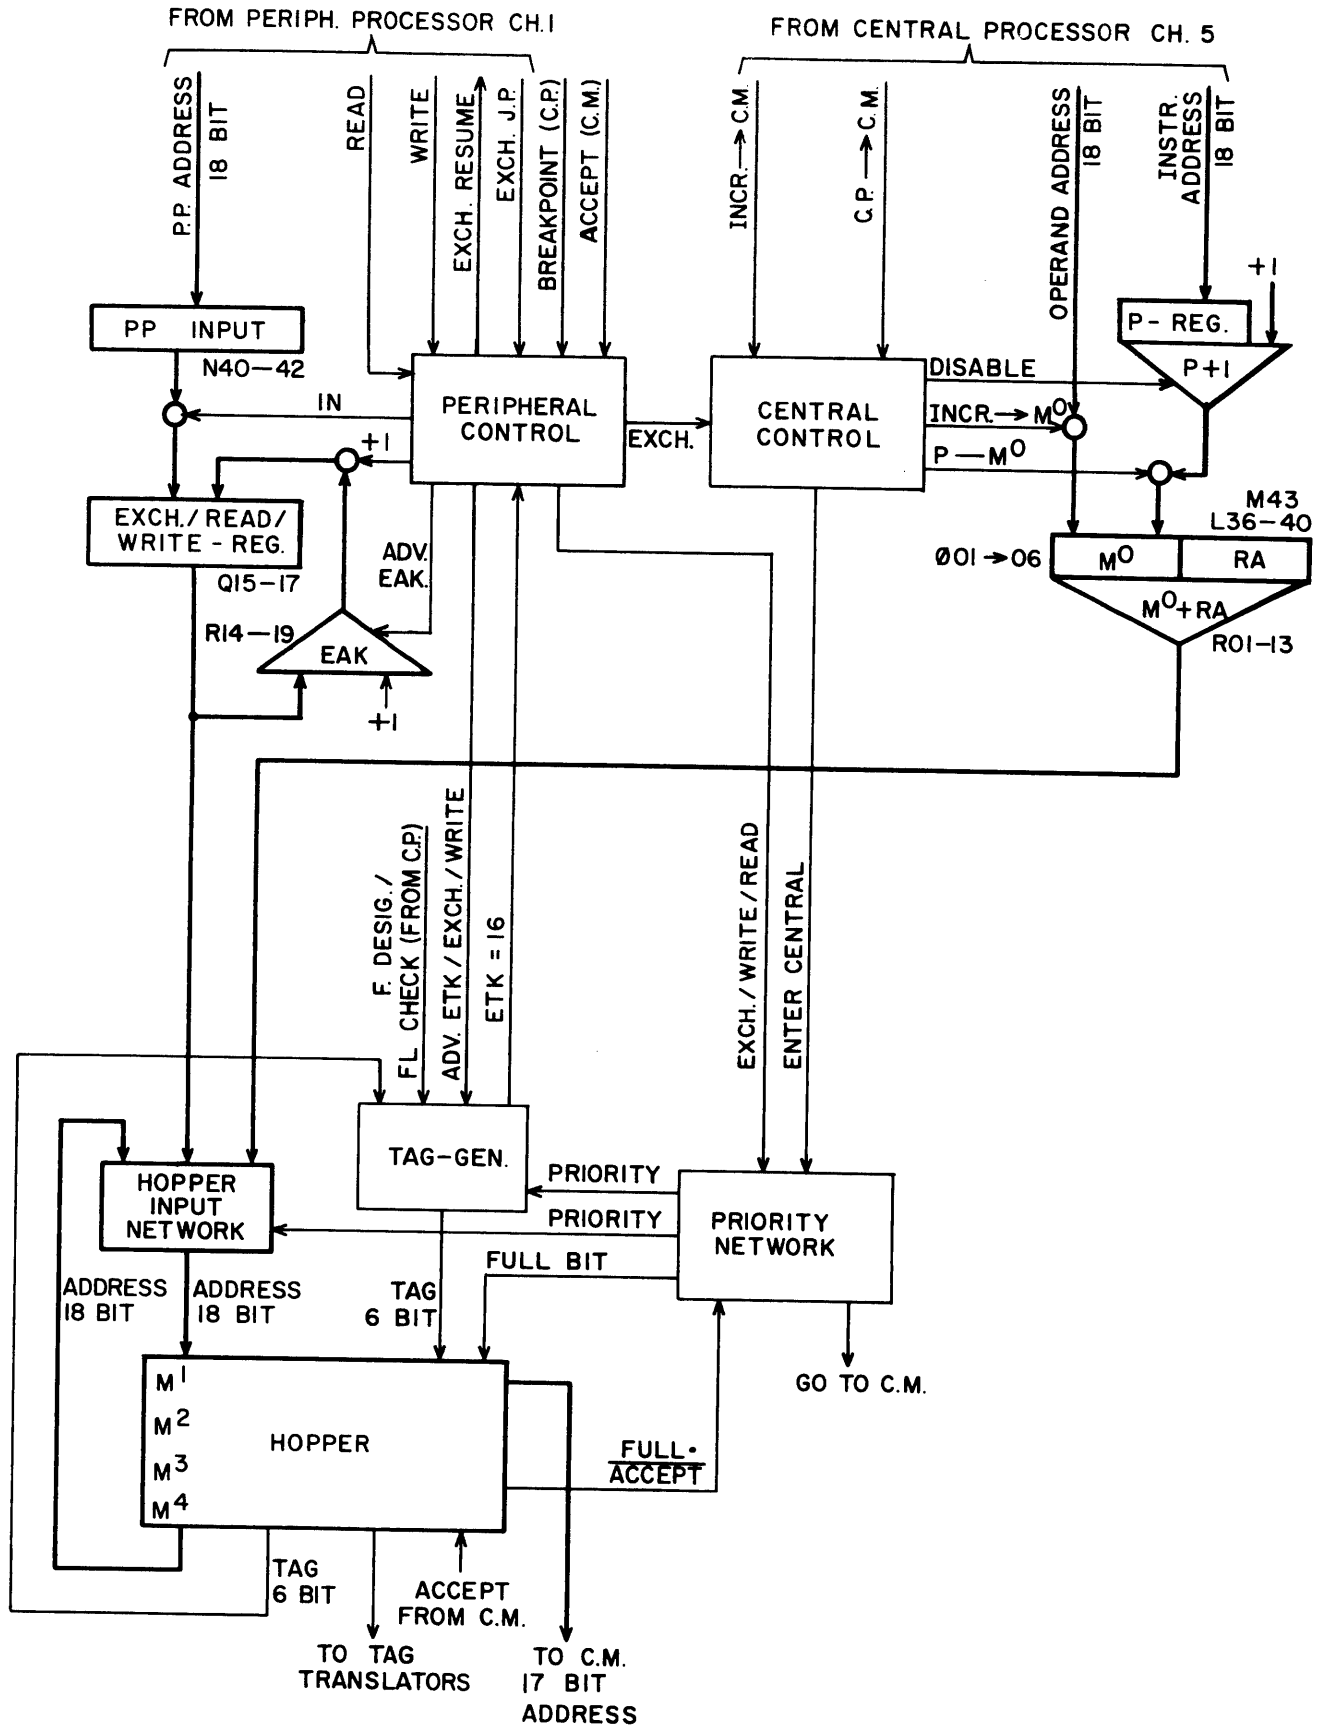 FROM PERIPH. PROCESSOR CH.1
FROM CENTRAL PROCESSOR CH. 5
P.P. ADDRESS
18 BIT
READ
WRITE
EXCH. RESUME
EXCH. J.P.
BREAKPOINT (C.P.)
ACCEPT (C.M.)
INCR.→C.M.
C.P.→C.M.
OPERAND ADDRESS
18 BIT
INSTR.
ADDRESS
18 BIT
+1
PP INPUT
N40-42
P-REG.
P+1
IN
PERIPHERAL
CONTROL
EXCH.
CENTRAL
CONTROL
DISABLE
INCR.→M⁰
P—M⁰
+1
EXCH./READ/
WRITE-REG.
Q15-17
ADV.
EAK.
R14-19
EAK
+1
M43
L36-40
Ø01→06
M⁰
RA
M⁰+RA
R01-13
F. DESIG./
FL CHECK (FROM C.P.)
ADV. ETK/EXCH./WRITE
ETK = 16
EXCH./WRITE/READ
ENTER CENTRAL
TAG-GEN.
HOPPER
INPUT
NETWORK
PRIORITY
PRIORITY
PRIORITY
NETWORK
FULL BIT
ADDRESS
18 BIT
ADDRESS
18 BIT
TAG
6 BIT
GO TO C.M.
M¹
M²
M³
M⁴
HOPPER
FULL•
ACCEPT
TAG
6 BIT
ACCEPT
FROM C.M.
TO TAG
TRANSLATORS
TO C.M.
17 BIT
ADDRESS